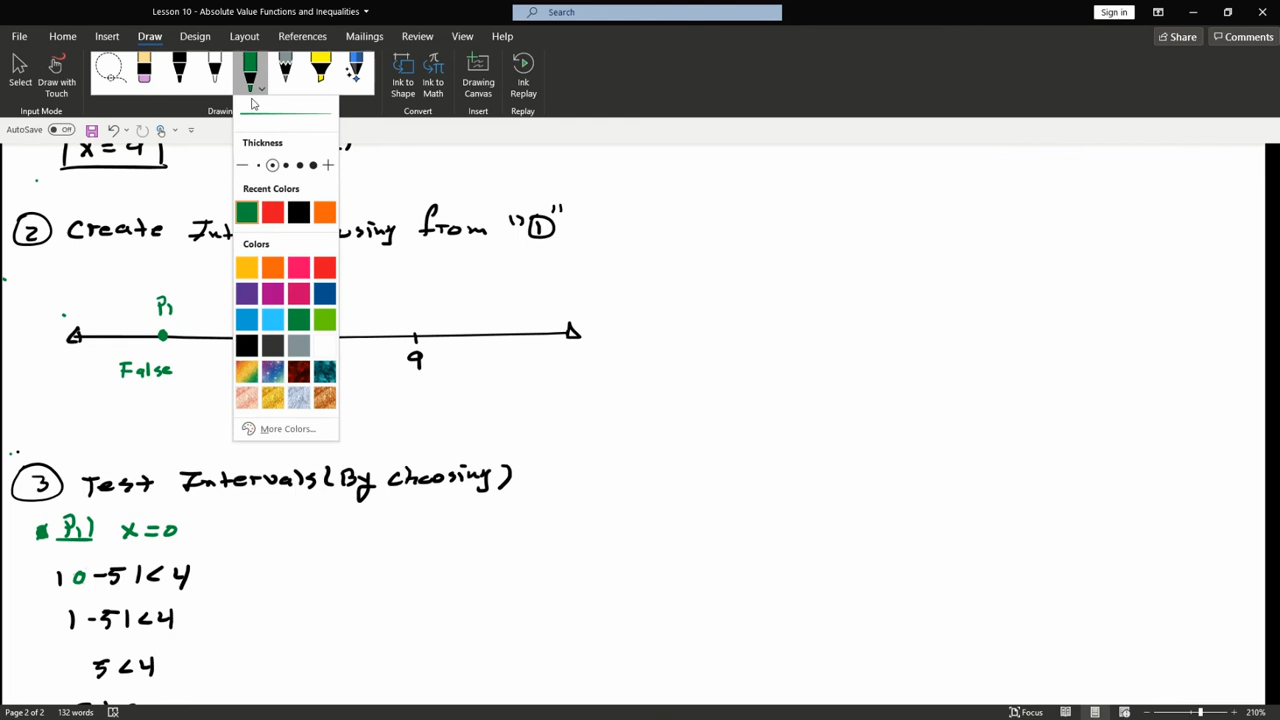 Lesson 10 - Absolute Value Functions and Inequalities
Search
Sign in
File Home Insert Draw Design Layout References Mailings Review View Help
Share Comments
Select
Draw with Touch
Ink to Shape
Ink to Math
Drawing Canvas
Ink Replay
Input Mode
Drawin
Convert
Insert
Replay
AutoSave Off
Thickness
Recent Colors
Colors
More Colors...
x = 9
2 Create Int using from "①"
P1
False
9
3 Test Intervals (By choosing)
P1) x = 0
| 0 - 5 | < 4
| -5 | < 4
5 < 4
Page 2 of 2 132 words
Focus
210%